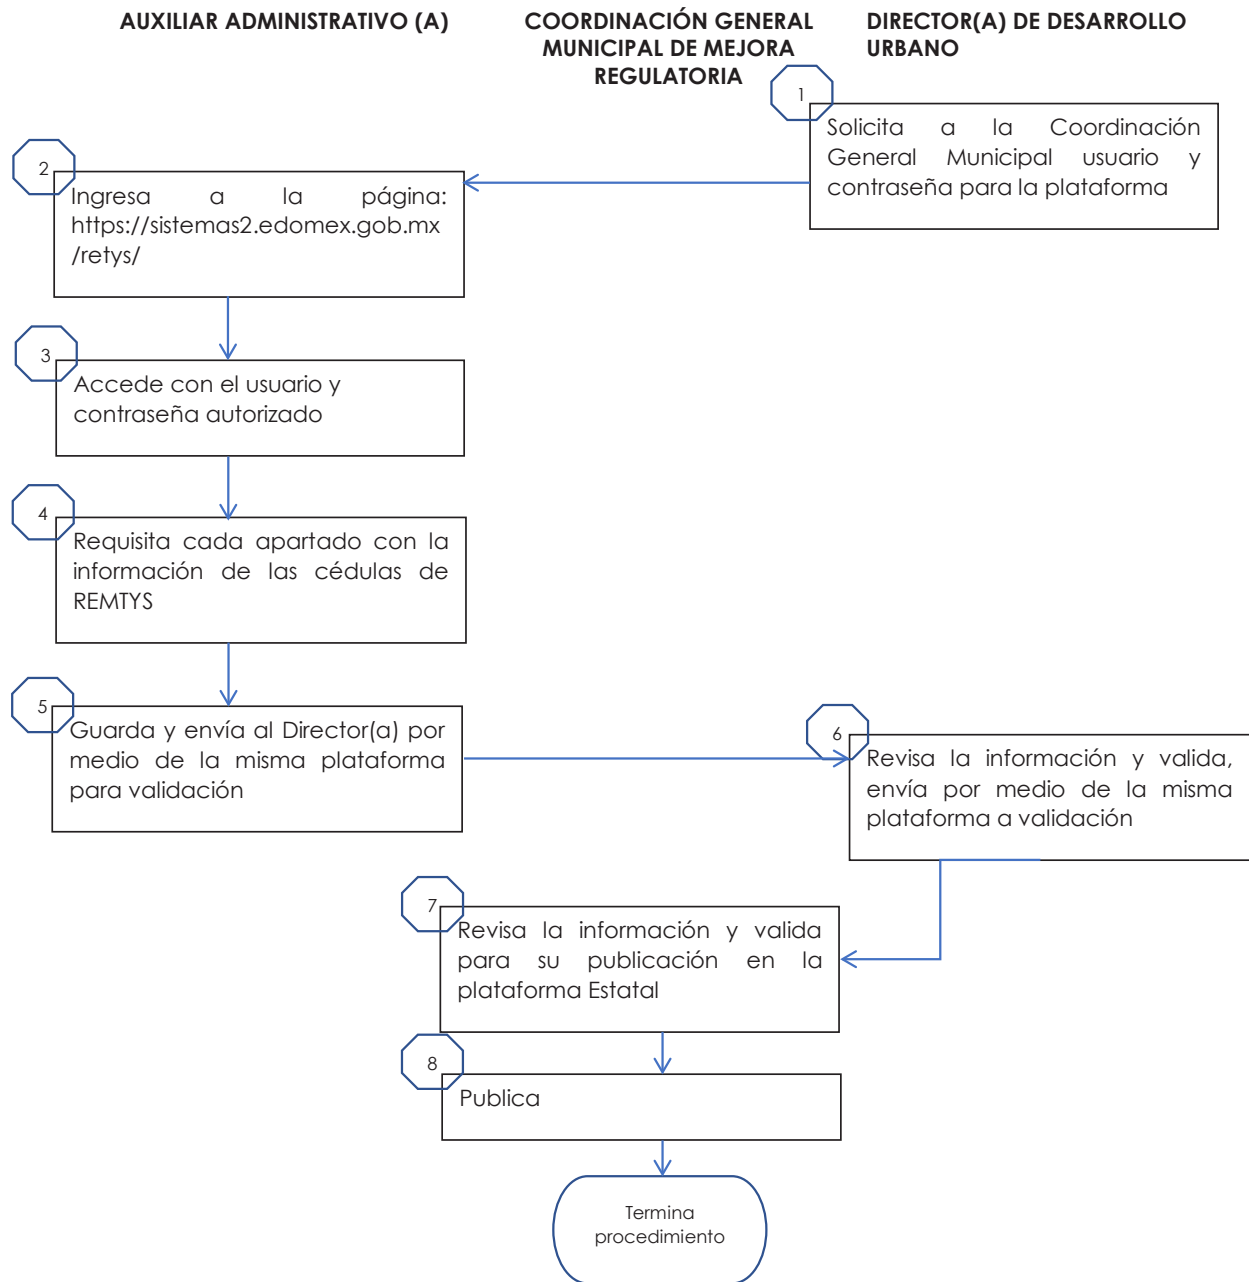 AUXILIAR ADMINISTRATIVO (A)
COORDINACIÓN GENERAL
MUNICIPAL DE MEJORA
REGULATORIA
DIRECTOR(A) DE DESARROLLO
URBANO
1
Solicita a la Coordinación
General Municipal usuario y
contraseña para la plataforma
2
Ingresa a la página:
https://sistemas2.edomex.gob.mx
/retys/
3
Accede con el usuario y
contraseña autorizado
4
Requisita cada apartado con la
información de las cédulas de
REMTYS
5
Guarda y envía al Director(a) por
medio de la misma plataforma
para validación
6
Revisa la información y valida,
envía por medio de la misma
plataforma a validación
7
Revisa la información y valida
para su publicación en la
plataforma Estatal
8
Publica
Termina
procedimiento